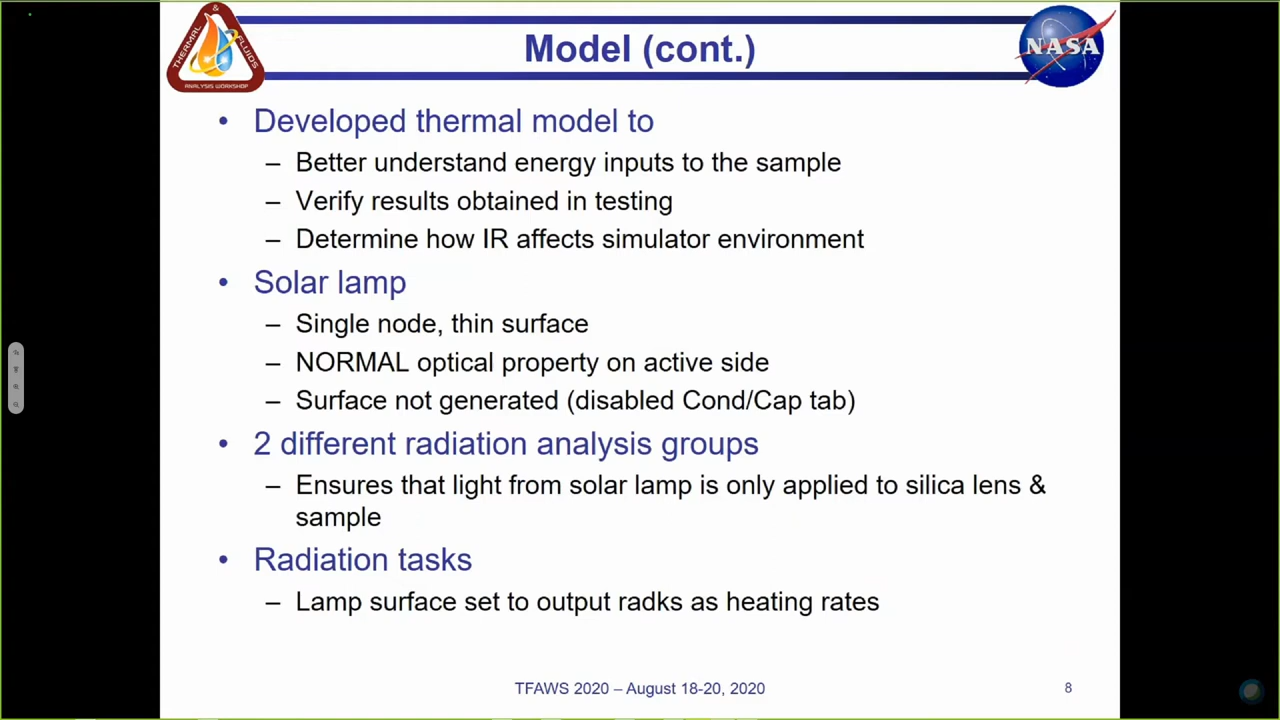 &
THERMAL
FLUIDS
ANALYSIS WORKSHOP
Model (cont.)
NASA
• Developed thermal model to
– Better understand energy inputs to the sample
– Verify results obtained in testing
– Determine how IR affects simulator environment
• Solar lamp
– Single node, thin surface
– NORMAL optical property on active side
– Surface not generated (disabled Cond/Cap tab)
• 2 different radiation analysis groups
– Ensures that light from solar lamp is only applied to silica lens &
sample
• Radiation tasks
– Lamp surface set to output radks as heating rates
TFAWS 2020 – August 18-20, 2020
8